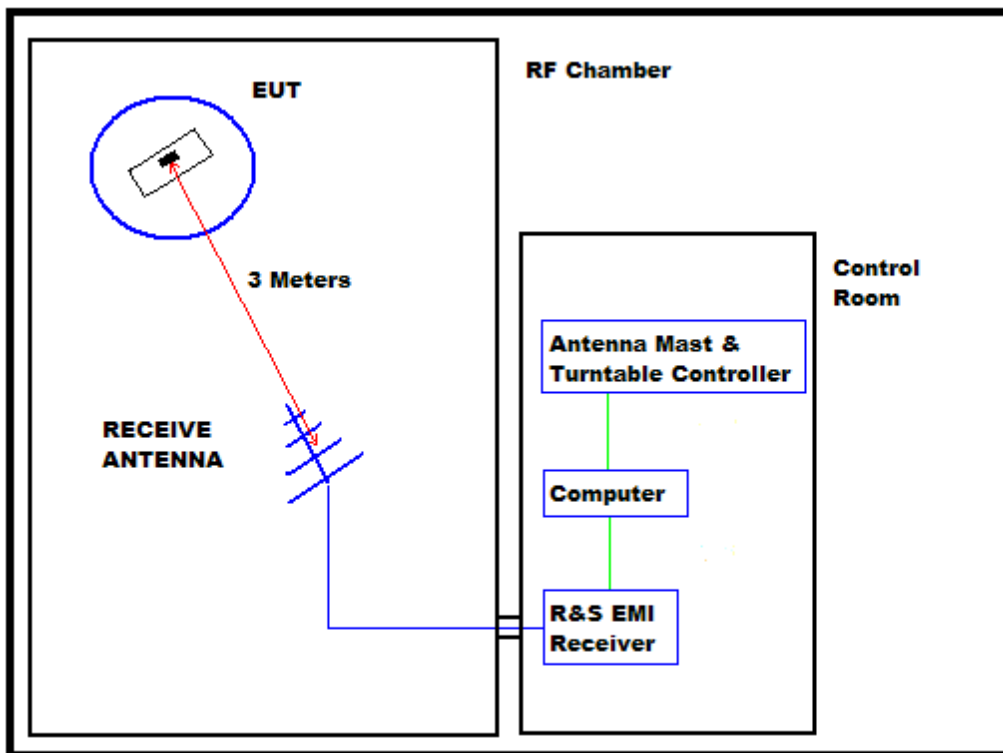 EUT
RF Chamber
3 Meters
RECEIVE
ANTENNA
Control
Room
Antenna Mast &
Turntable Controller
Computer
R&S EMI
Receiver